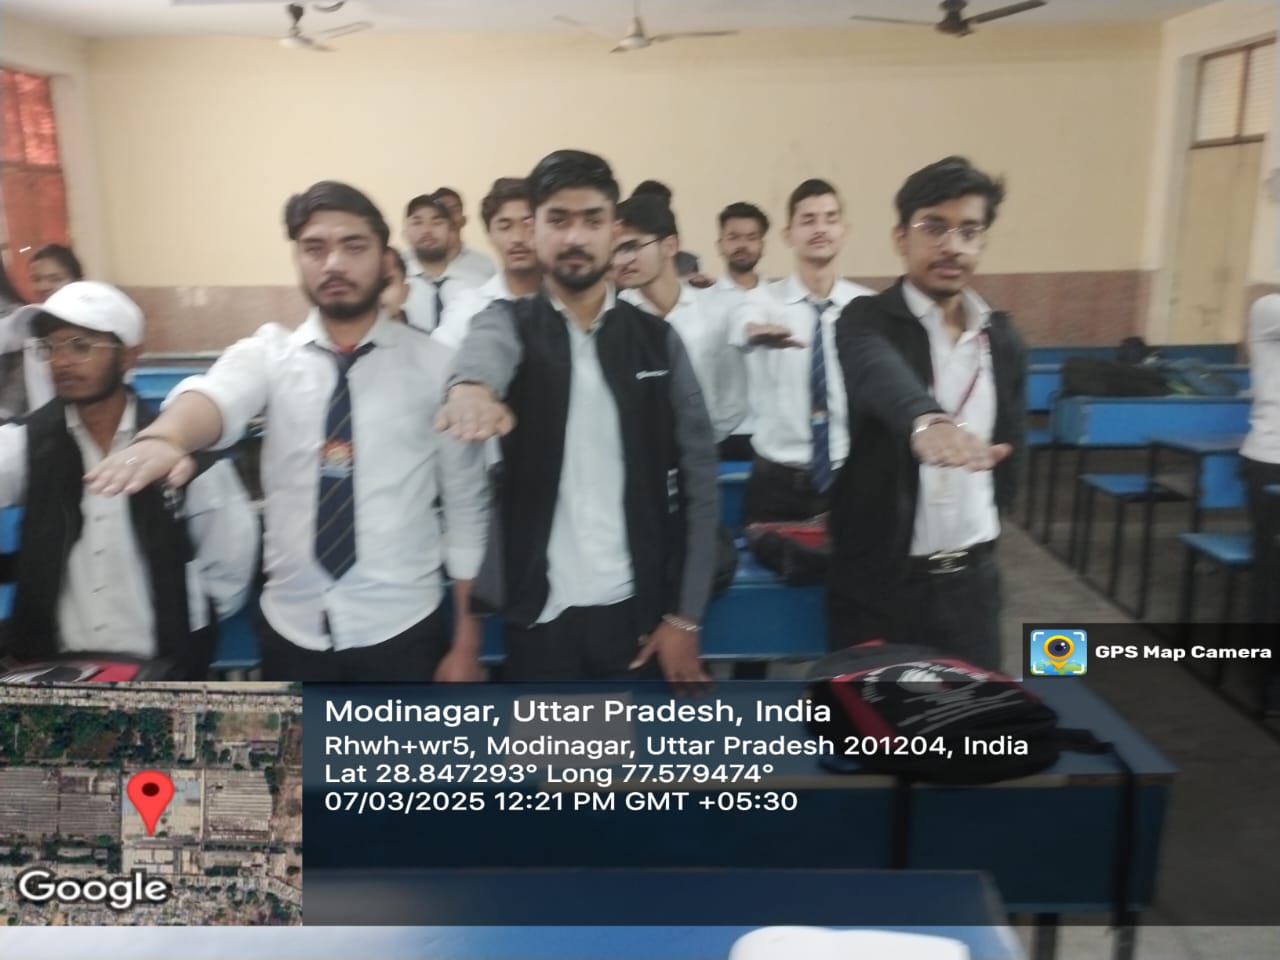 GPS Map Camera
Modinagar, Uttar Pradesh, India
Rhwh+wr5, Modinagar, Uttar Pradesh 201204, India
Lat 28.847293° Long 77.579474°
07/03/2025 12:21 PM GMT +05:30
Google